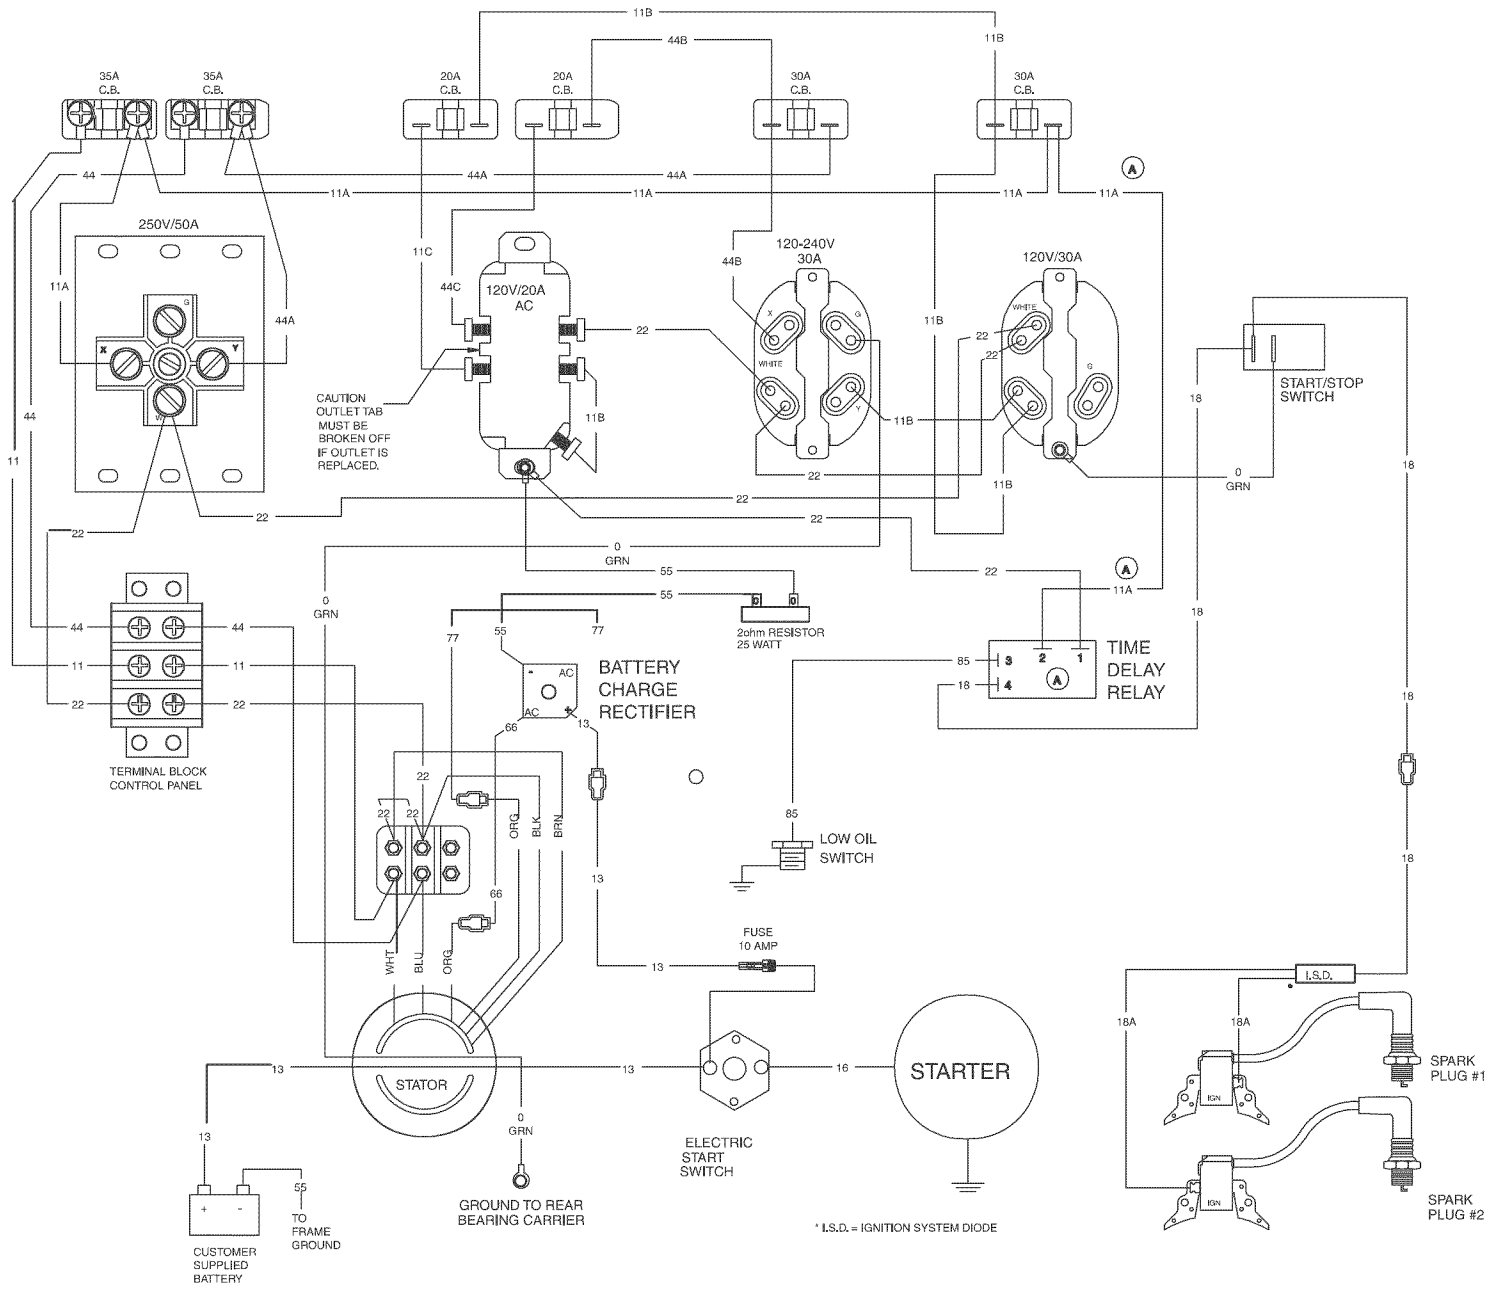 11B
44B
11B
35A
C.B.
35A
C.B.
20A
C.B.
20A
C.B.
30A
C.B.
30A
C.B.
44
44A
44A
A
11A
11A
11A
11A
250V/50A
G
X
Y
W
11A
44A
11C
44C
120V/20A
AC
22
CAUTION
OUTLET TAB
MUST BE
BROKEN OFF
IF OUTLET IS
REPLACED.
11B
44B
120-240V
30A
X
G
WHITE
Y
11B
22
120V/30A
WHITE
G
11B
22
22
11B
START/STOP
SWITCH
18
18
0
GRN
44
11
22
22
22
22
0
GRN
0
GRN
55
55
22
A
11A
18
44
44
11
11
22
22
TERMINAL BLOCK
CONTROL PANEL
77
55
77
2ohm RESISTOR
25 WATT
-
AC
AC
+
BATTERY
CHARGE
RECTIFIER
66
13
85
18
3
4
2
1
A
TIME
DELAY
RELAY
18
22
22
22
ORG
BLK
BRN
66
13
85
LOW OIL
SWITCH
18
WHT
BLU
ORG
FUSE
10 AMP
13
I.S.D.
*
18A
18A
IGN
SPARK
PLUG #1
STATOR
13
13
16
STARTER
0
GRN
13
ELECTRIC
START
SWITCH
IGN
SPARK
PLUG #2
+
-
55
TO
FRAME
GROUND
GROUND TO REAR
BEARING CARRIER
* I.S.D. = IGNITION SYSTEM DIODE
CUSTOMER
SUPPLIED
BATTERY